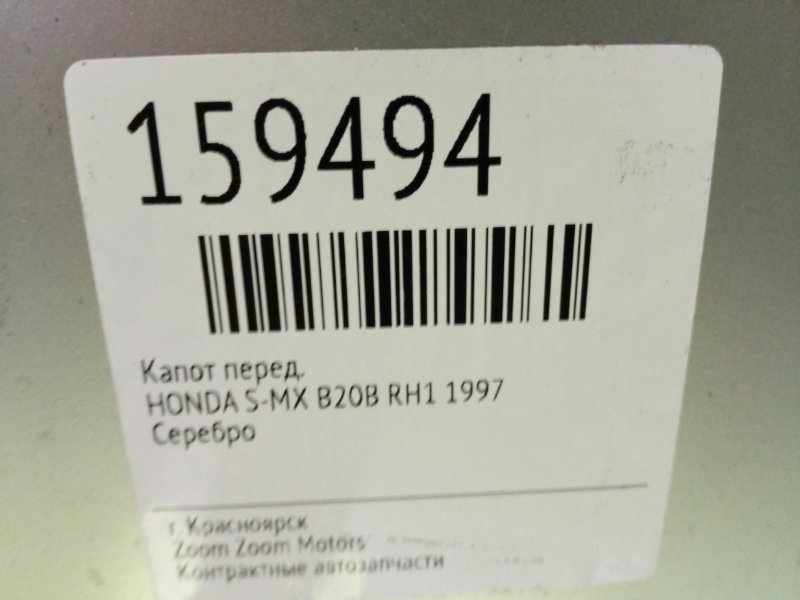 159494
Капот перед.
HONDA S-MX B20B RH1 1997
Серебро
г. Красноярск
Zoom Zoom Motors
Контрактные автозапчасти